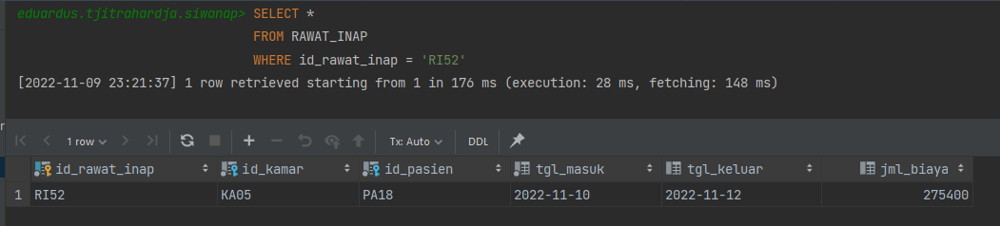 eduardus.tjitrahardja.siwanap> SELECT *
FROM RAWAT_INAP
WHERE id_rawat_inap = 'RI52'
[2022-11-09 23:21:37] 1 row retrieved starting from 1 in 176 ms (execution: 28 ms, fetching: 148 ms)
1 row Tx: Auto DDL
id_rawat_inap id_kamar id_pasien tgl_masuk tgl_keluar jml_biaya
1 RI52 KA05 PA18 2022-11-10 2022-11-12 275400